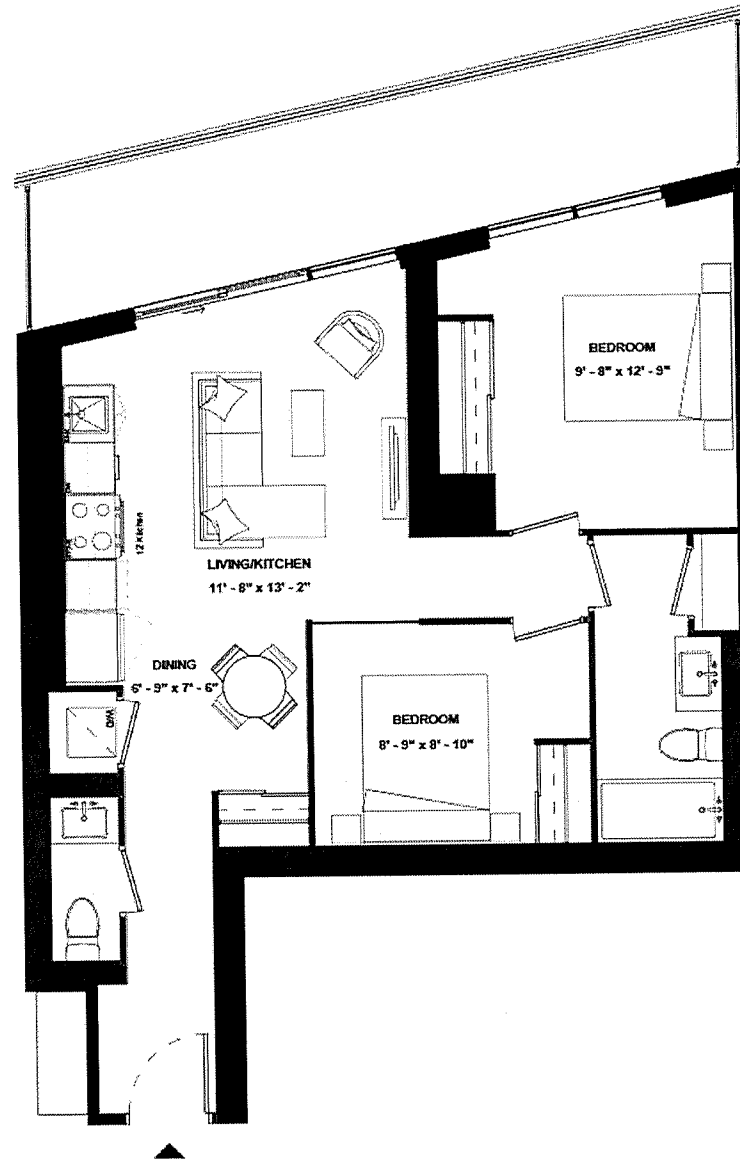 BEDROOM
9' - 8" x 12' - 9"
12' Kitchen
LIVING/KITCHEN
11' - 8" x 13' - 2"
DINING
6' - 9" x 7' - 6"
W/D
BEDROOM
8' - 9" x 8' - 10"